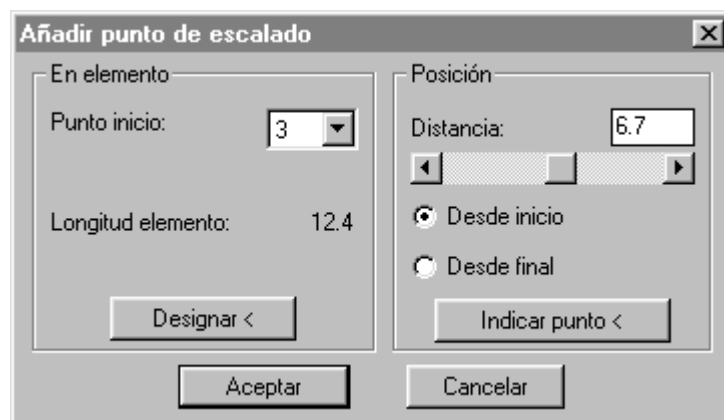 Añadir punto de escalado
En elemento
Punto inicio: 3
Longitud elemento: 12.4
Designar <
Posición
Distancia: 6.7
Desde inicio
Desde final
Indicar punto <
Aceptar
Cancelar